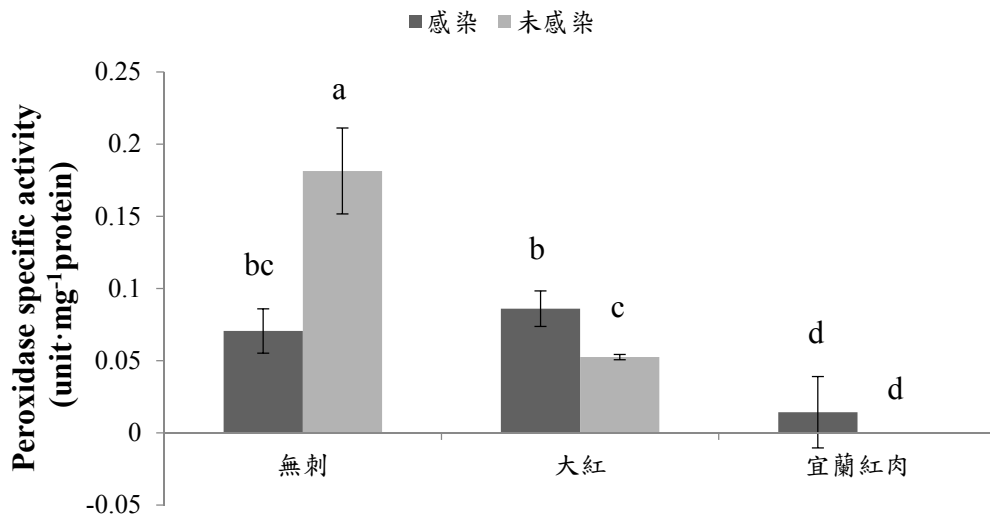 ■感染 ■未感染
Peroxidase specific activity
(unit·mg⁻¹protein)
0.25
0.2
0.15
0.1
0.05
0
-0.05
bc
a
b
c
d
d
無刺
大紅
宜蘭紅肉